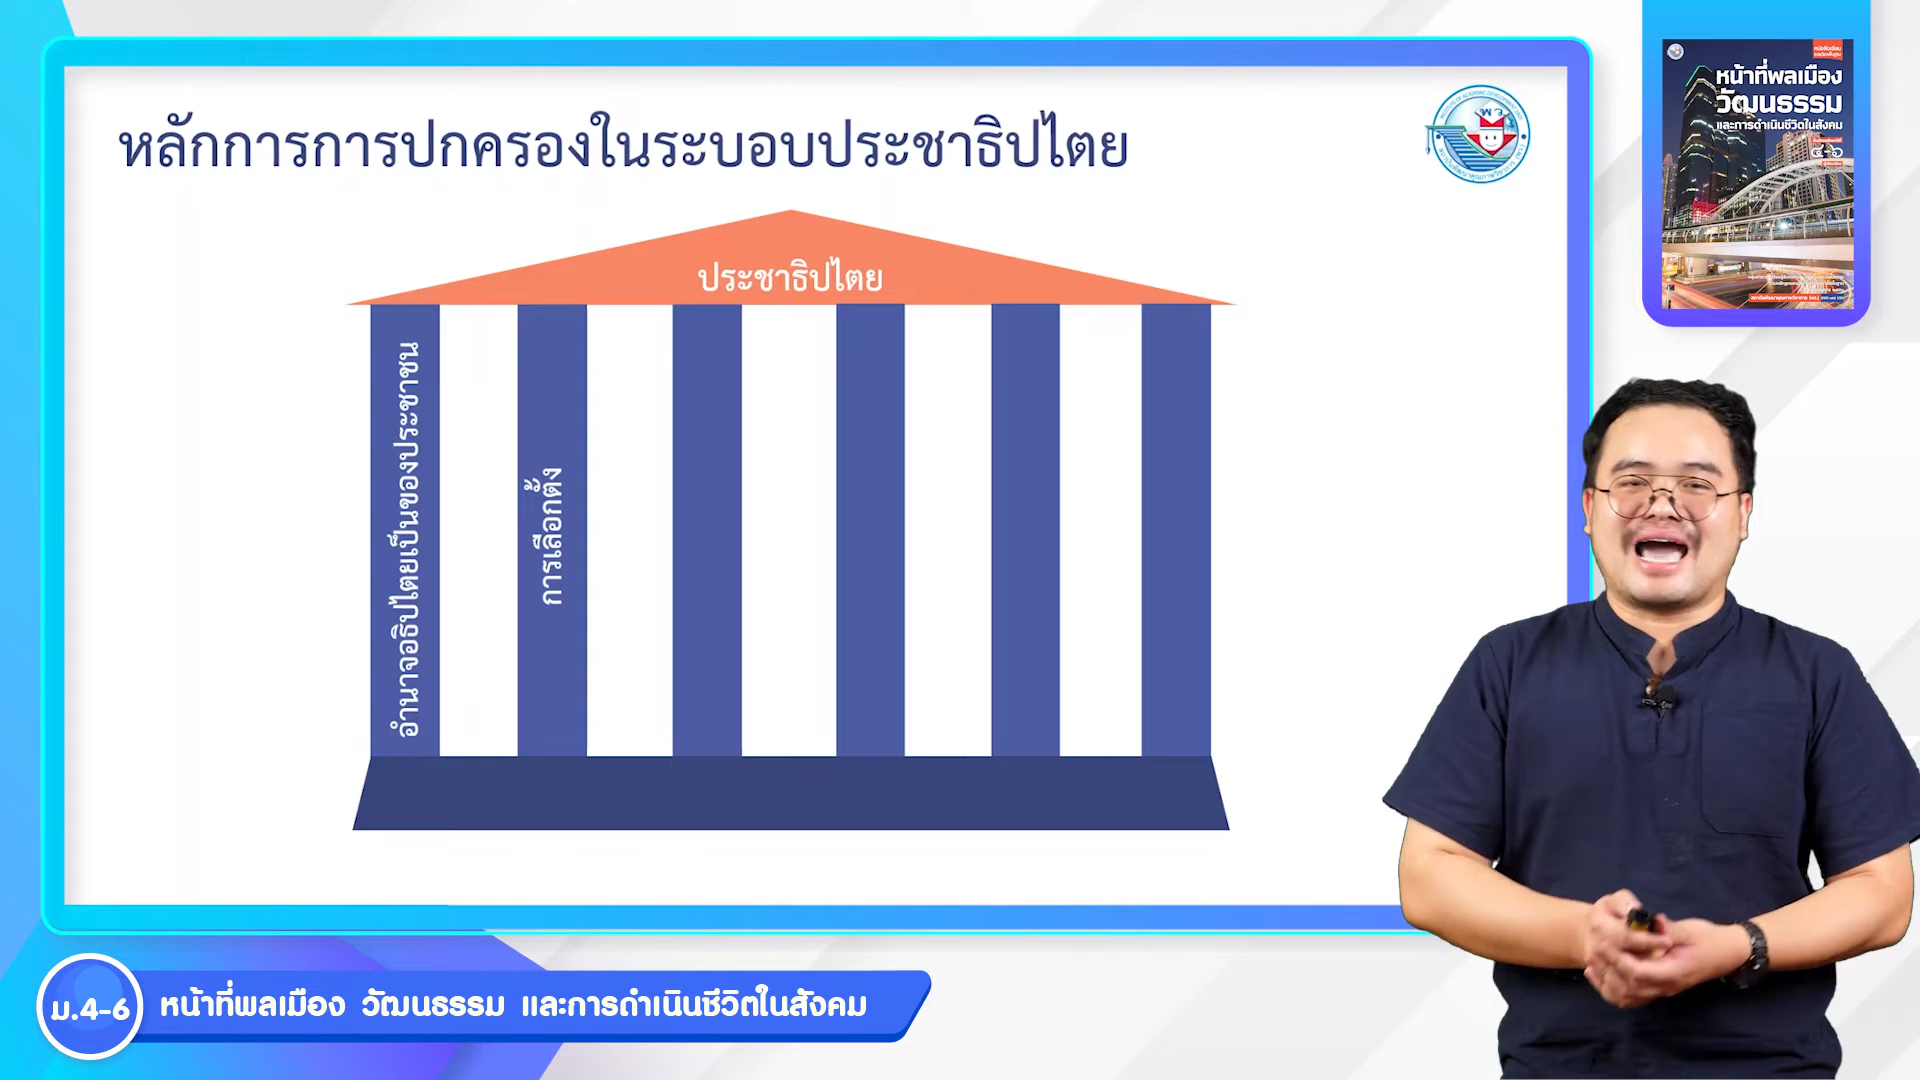 หลักการการปกครองในระบอบประชาธิปไตย
ประชาธิปไตย
อำนาจอธิปไตยเป็นของประชาชน
การเลือกตั้ง
หน้าที่พลเมือง
วัฒนธรรม
และการดำเนินชีวิตในสังคม
๔-๖
พว.
ม.4-6
หน้าที่พลเมือง วัฒนธรรม และการดำเนินชีวิตในสังคม